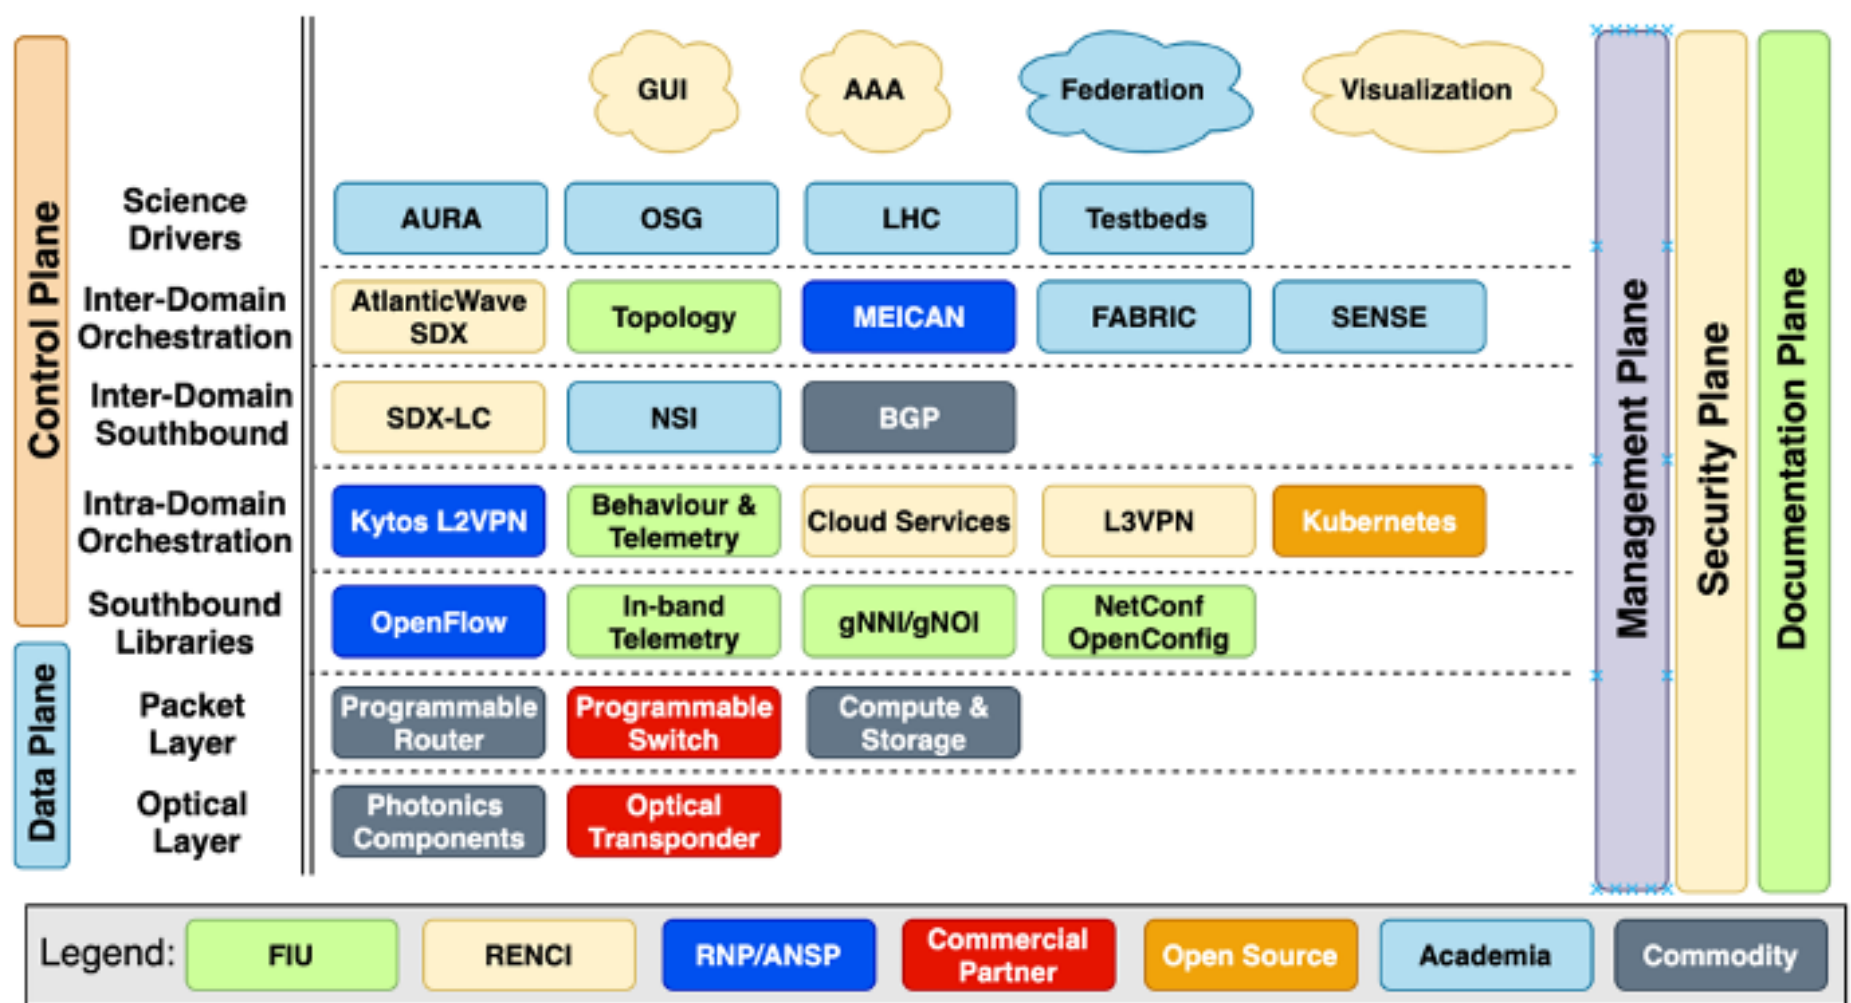 GUI
AAA
Federation
Visualization
Control Plane
Science
Drivers
AURA
OSG
LHC
Testbeds
Inter-Domain
Orchestration
AtlanticWave
SDX
Topology
MEICAN
FABRIC
SENSE
Inter-Domain
Southbound
SDX-LC
NSI
BGP
Intra-Domain
Orchestration
Kytos L2VPN
Behaviour &
Telemetry
Cloud Services
L3VPN
Kubernetes
Southbound
Libraries
OpenFlow
In-band
Telemetry
gNNI/gNOI
NetConf
OpenConfig
Data Plane
Packet
Layer
Programmable
Router
Programmable
Switch
Compute &
Storage
Optical
Layer
Photonics
Components
Optical
Transponder
Management Plane
Security Plane
Documentation Plane
Legend:
FIU
RENCI
RNP/ANSP
Commercial
Partner
Open Source
Academia
Commodity